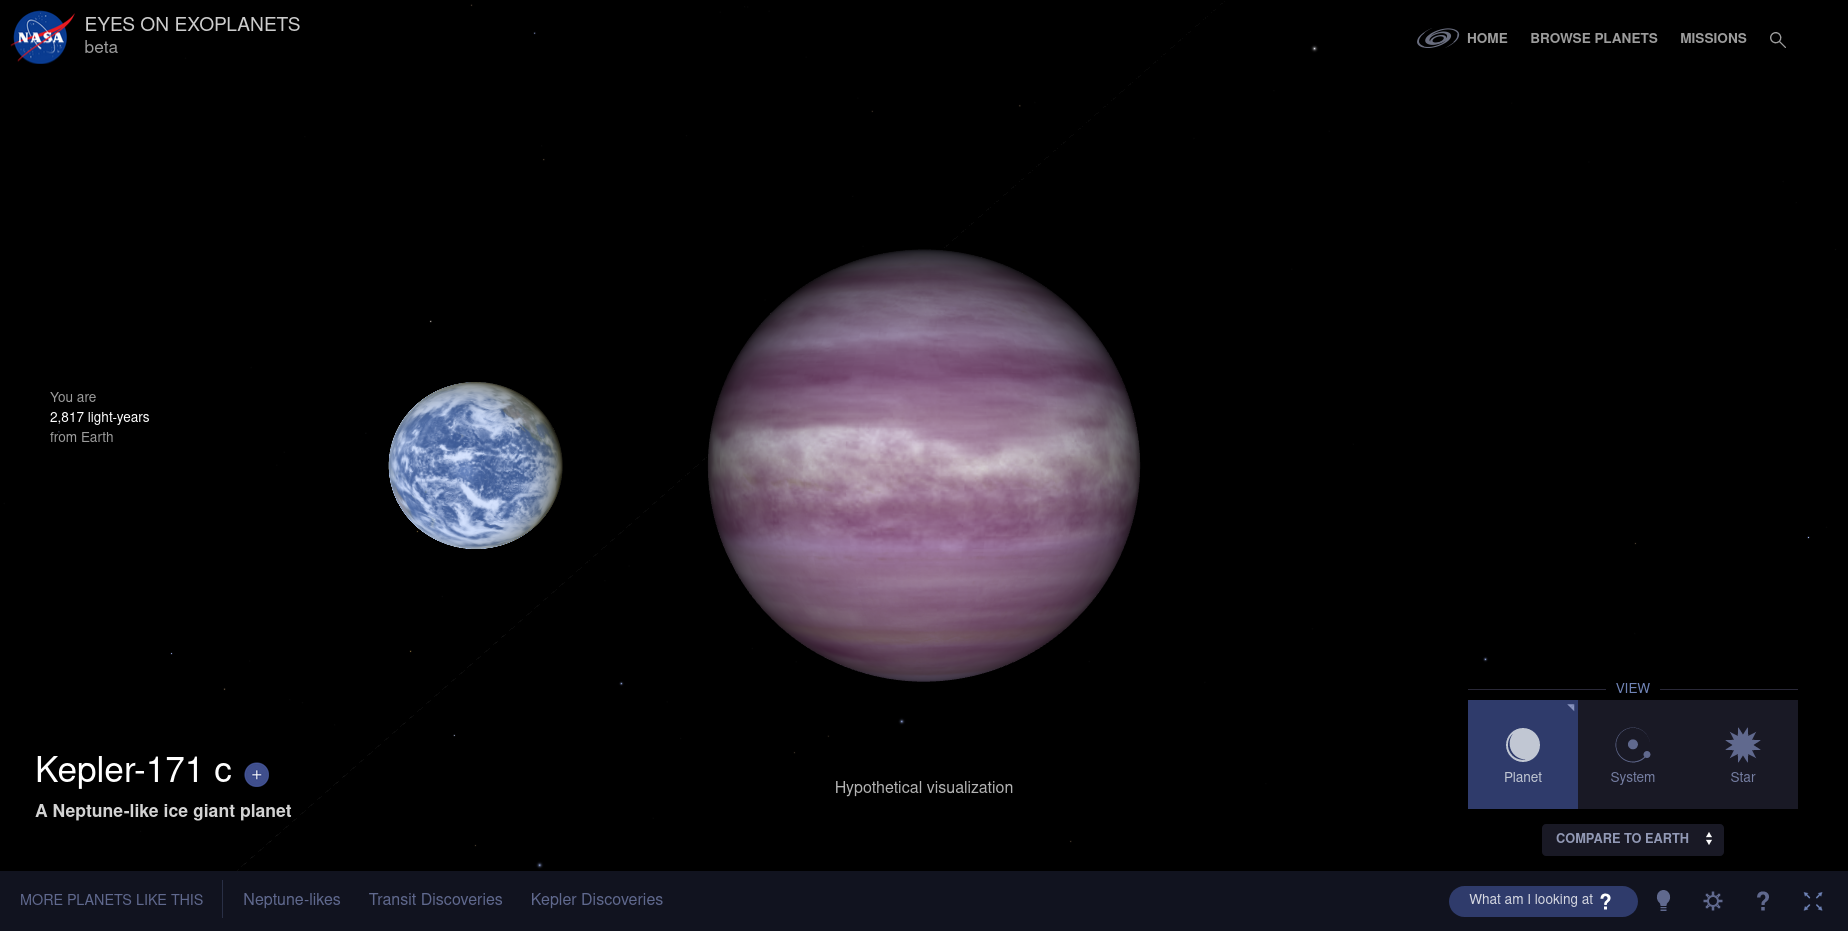 NASA
EYES ON EXOPLANETS
beta
HOME
BROWSE PLANETS
MISSIONS
You are
2,817 light-years
from Earth
Kepler-171 c +
A Neptune-like ice giant planet
Hypothetical visualization
VIEW
Planet
System
Star
COMPARE TO EARTH
MORE PLANETS LIKE THIS
Neptune-likes
Transit Discoveries
Kepler Discoveries
What am I looking at ?
?